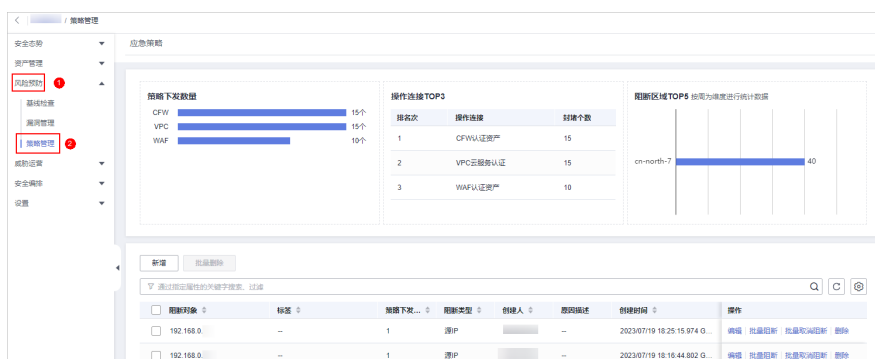 / 策略管理
安全态势
应急策略
资产管理
风险预防 1
基线检查
漏洞管理
策略管理 2
威胁运营
安全编排
设置
策略下发数量
CFW 15个
VPC 15个
WAF 10个
操作连接TOP3
排名次 操作连接 封堵个数
1 CFW认证资产 15
2 VPC云服务认证 15
3 WAF认证资产 10
阻断区域TOP5 按周为维度进行统计数据
cn-north-7 40
新增 批量删除
通过指定属性的关键字搜索、过滤
阻断对象 标签 策略下发... 阻断类型 创建人 原因描述 创建时间 操作
192.168.0. -- 1 源IP -- 2023/07/19 18:25:15.974 G... 编辑 批量阻断 批量取消阻断 删除
192.168.0. -- 1 源IP -- 2023/07/19 18:16:44.802 G... 编辑 批量阻断 批量取消阻断 删除